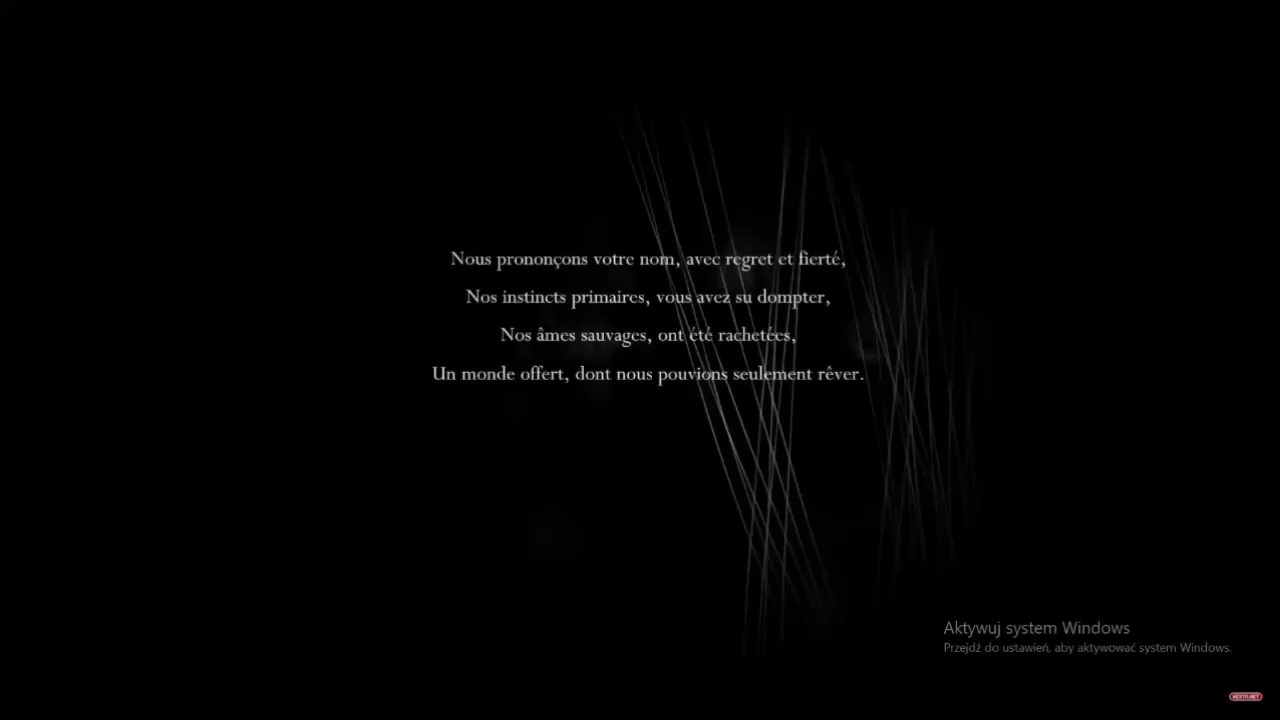 Nous prononçons votre nom, avec regret et fierté,
Nos instincts primaires, vous avez su dompter,
Nos âmes sauvages, ont été rachetées,
Un monde offert, dont nous pouvions seulement rêver.
Aktywuj system Windows
Przejdź do ustawień, aby aktywować system Windows.